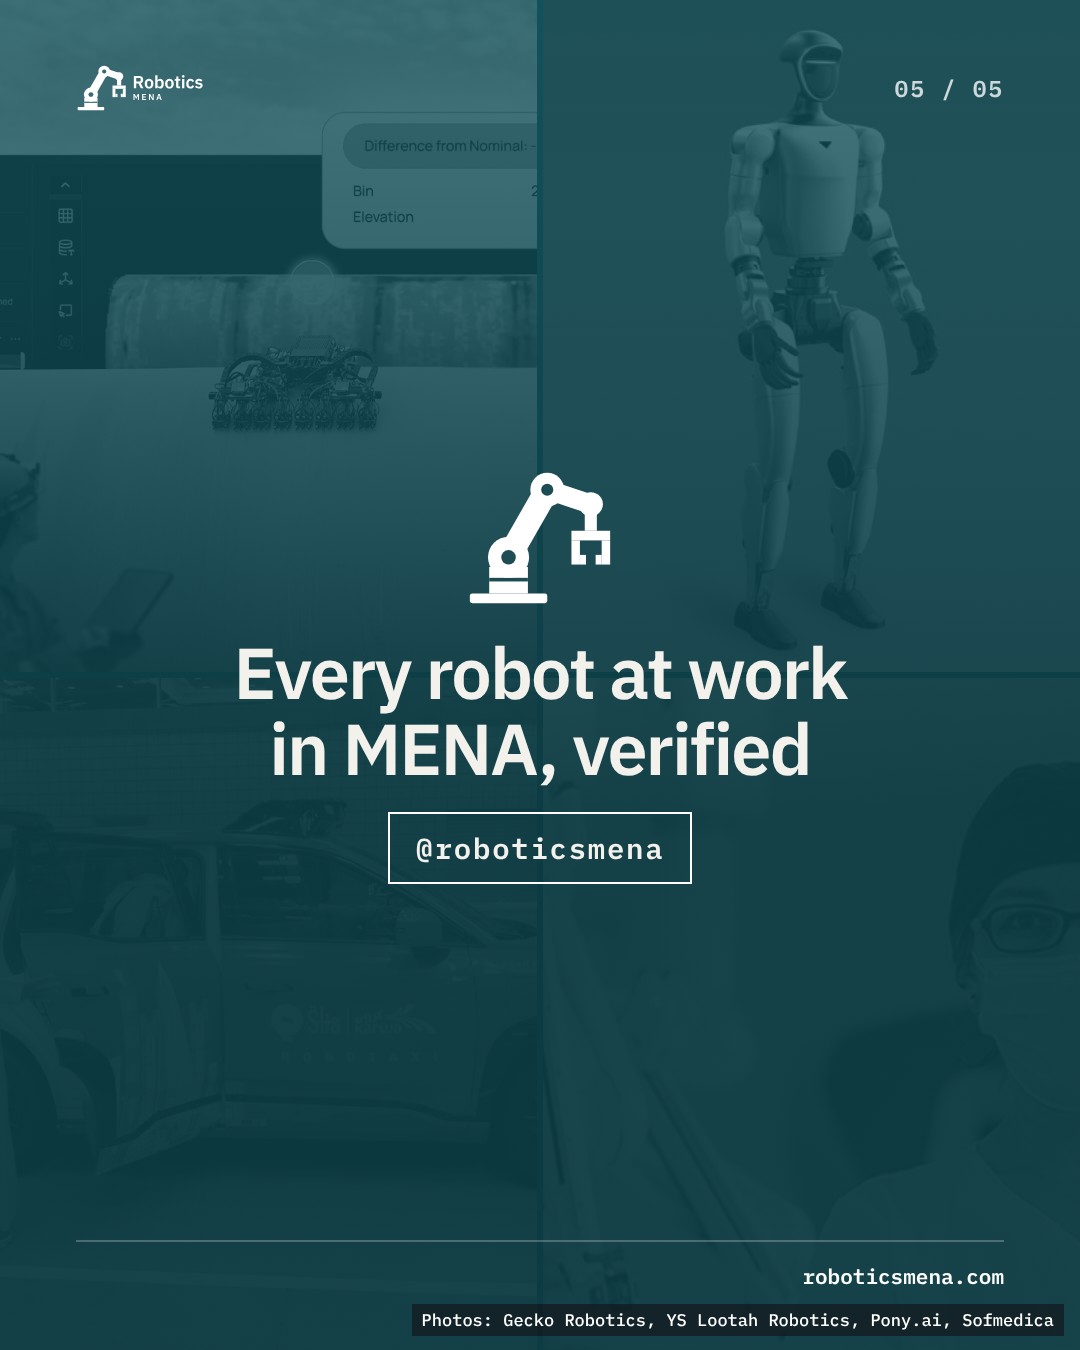 Robotics
MENA
05 / 05
Difference from Nominal: -
Bin
2
Elevation
Every robot at work
in MENA, verified
@roboticsmena
roboticsmena.com
Photos: Gecko Robotics, YS Lootah Robotics, Pony.ai, Sofmedica